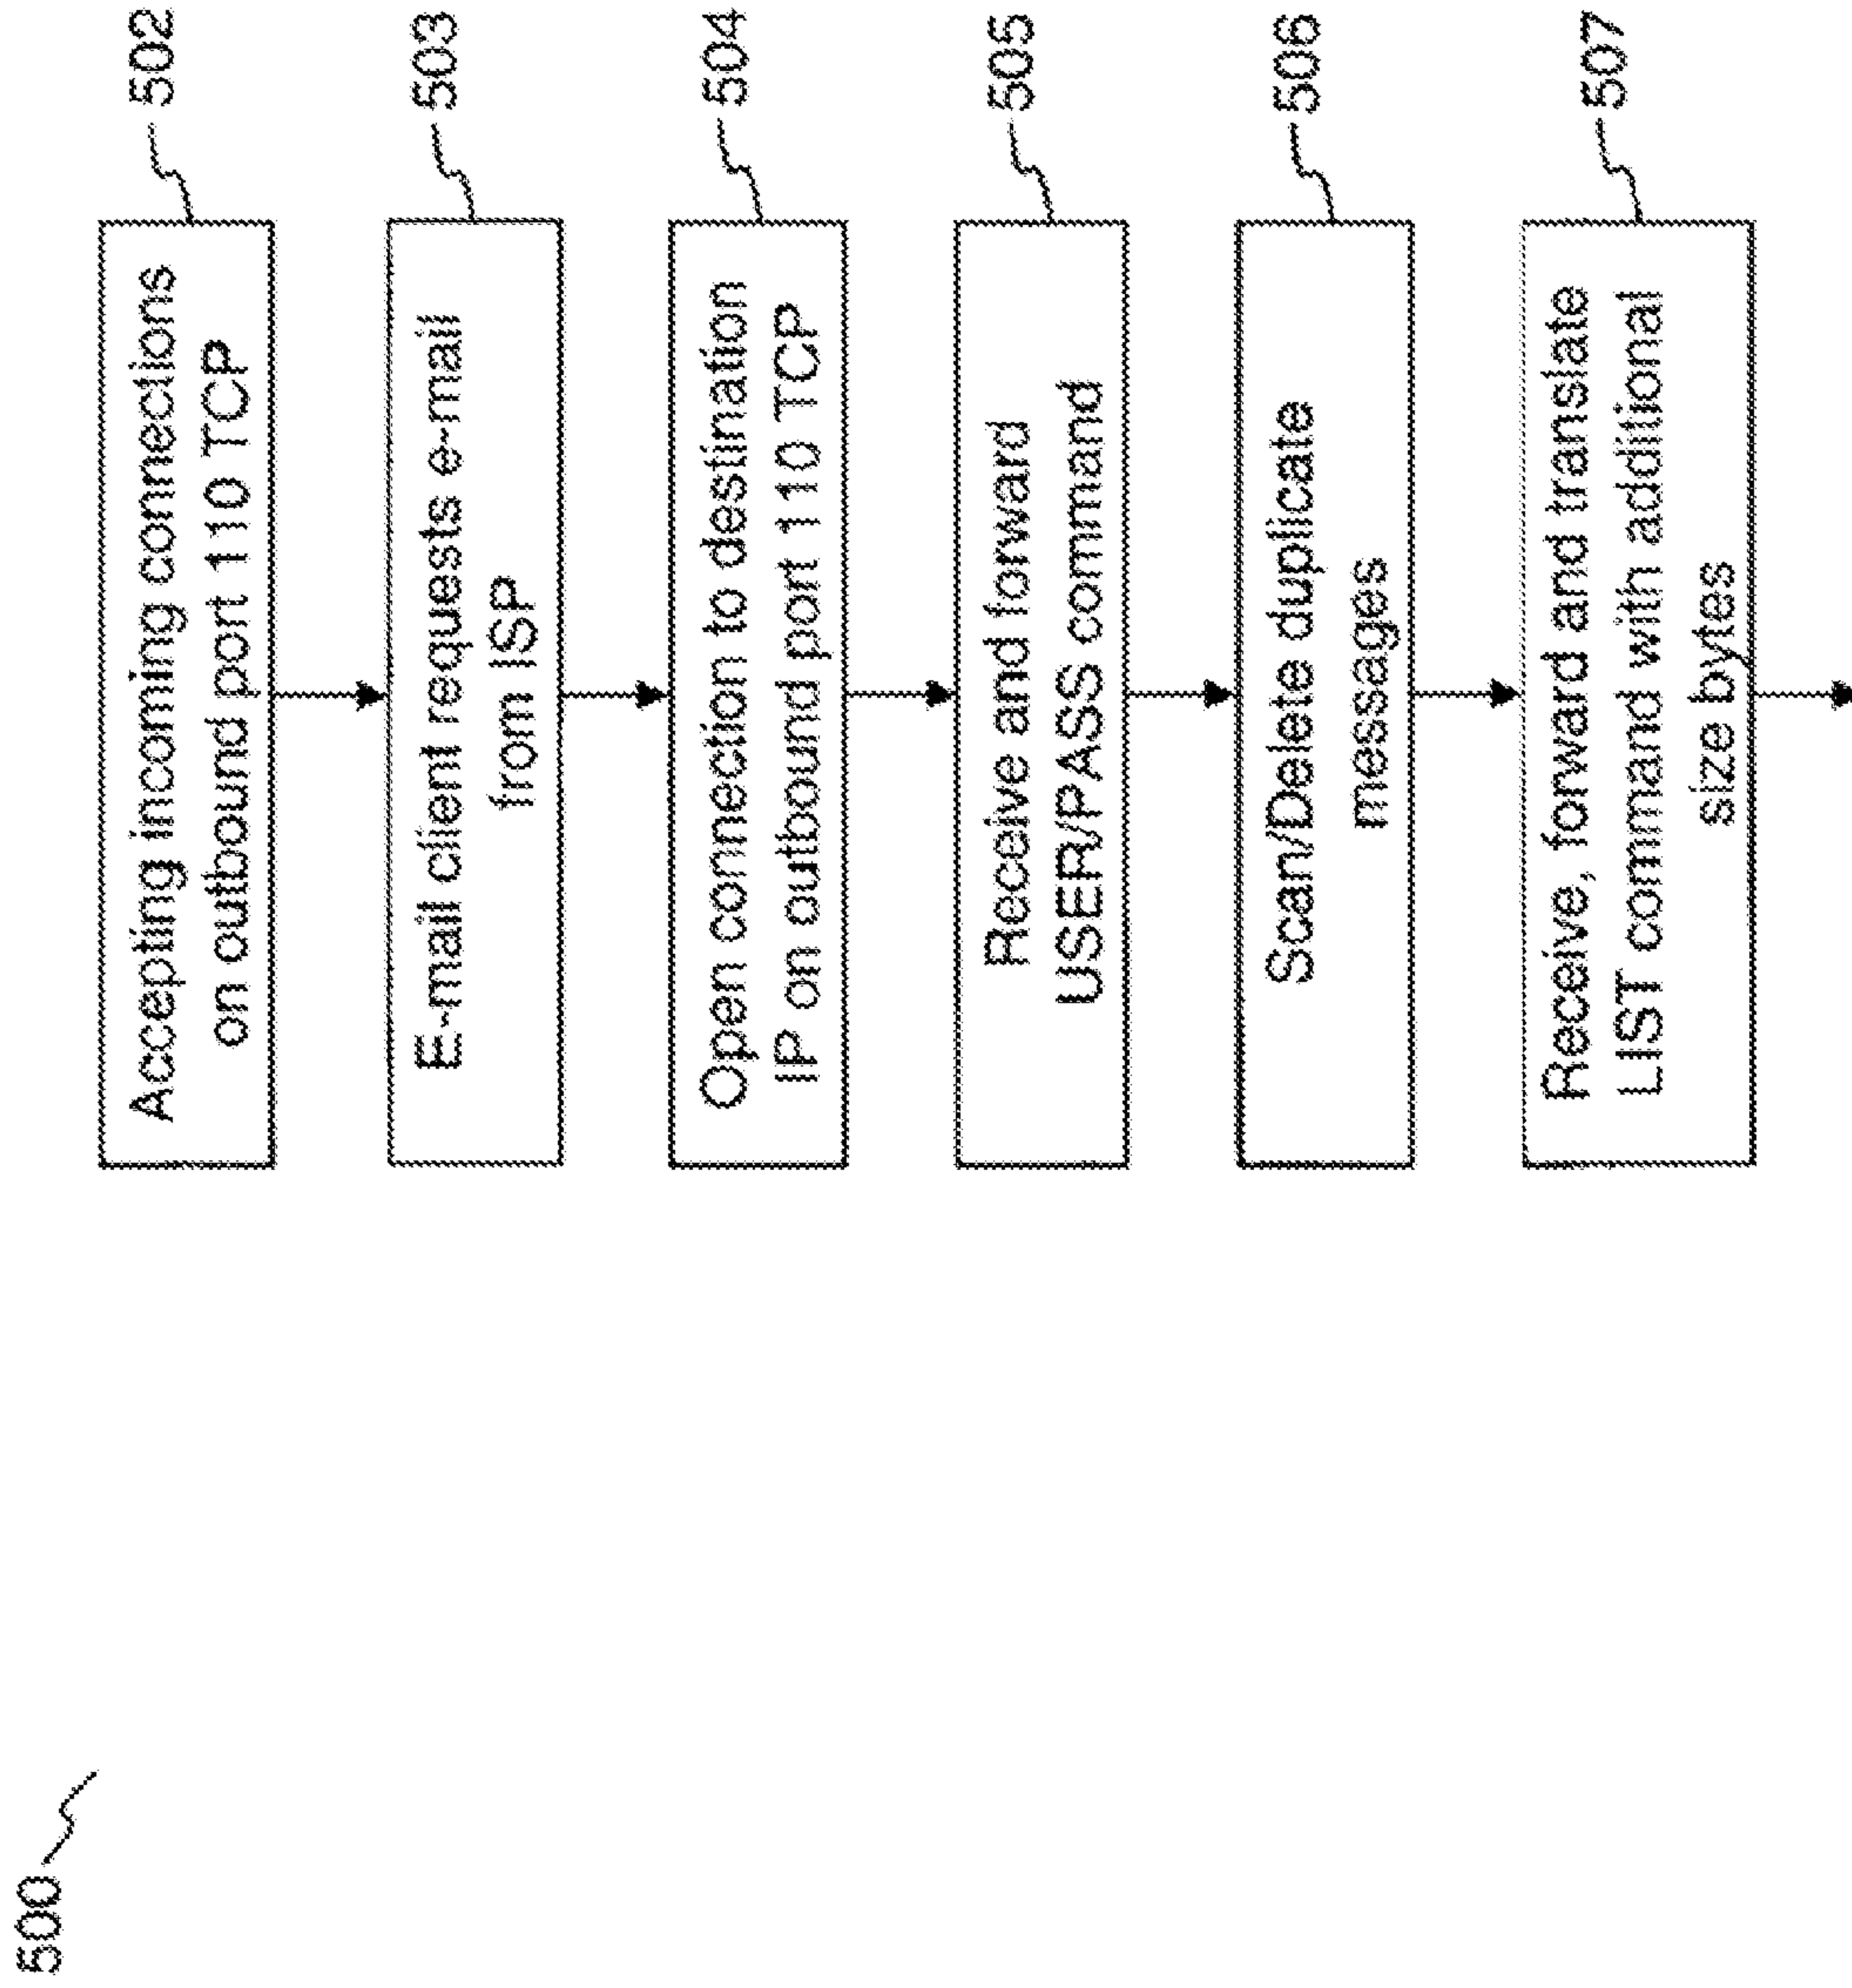 500
Accepting incoming connections
on outbound port 110 TCP
502
E-mail client requests e-mail
from ISP
503
Open connection to destination
IP on outbound port 110 TCP
504
Receive and forward
USER/PASS command
505
Scan/Delete duplicate
messages
506
Receive, forward and translate
LIST command with additional
size bytes
507